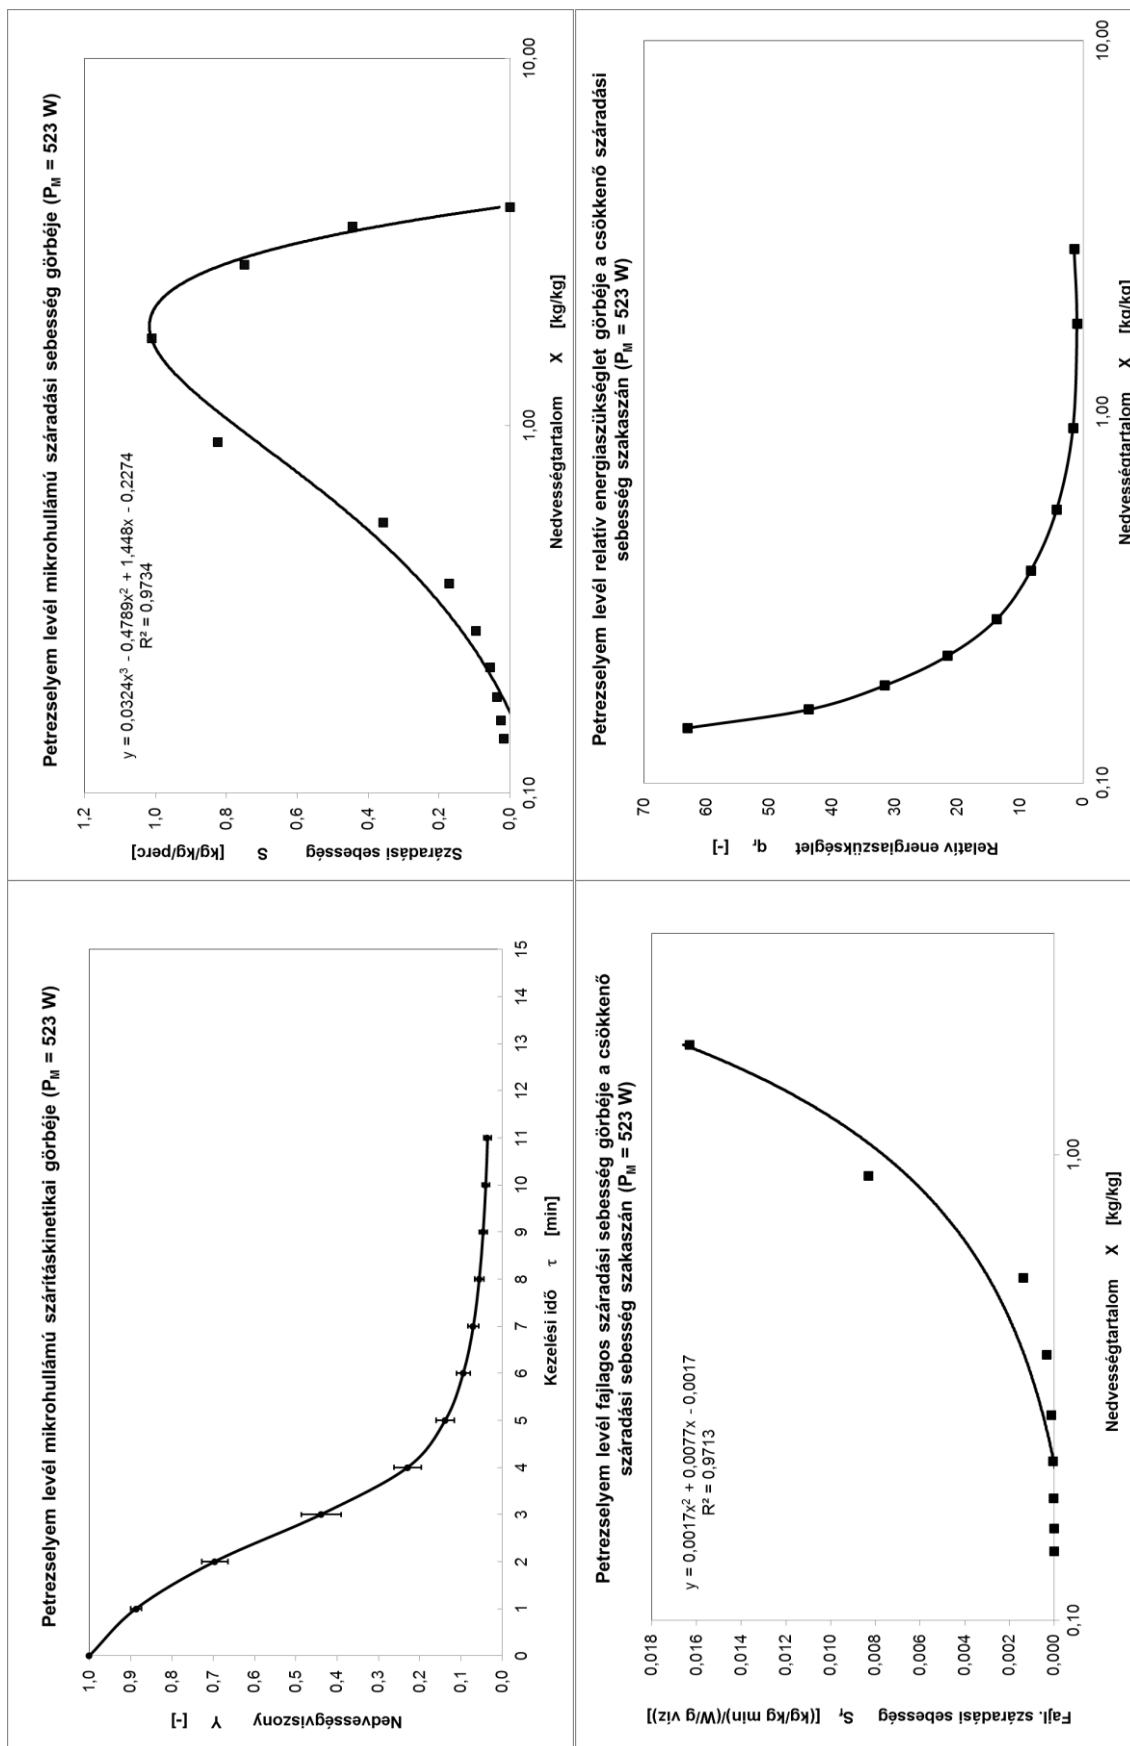 Petrezselyem levél mikrohullámú szárításkinetikai görbéje (PM = 523 W)
1,0
0,9
0,8
0,7
0,6
0,5
0,4
0,3
0,2
0,1
0,0
Nedvességviszony Y [-]
0 1 2 3 4 5 6 7 8 9 10 11 12 13 14 15
Kezelési idő τ [min]
Petrezselyem levél mikrohullámú száradási sebesség görbéje (PM = 523 W)
y = 0,0324x³ - 0,4789x² + 1,448x - 0,2274
R² = 0,9734
1,2
1,0
0,8
0,6
0,4
0,2
0,0
Száradási sebesség S [kg/kg/perc]
0,10 1,00 10,00
Nedvességtartalom X [kg/kg]
Petrezselyem levél fajlagos száradási sebesség görbéje a csökkenő
száradási sebesség szakaszán (PM = 523 W)
y = 0,0017x² + 0,0077x - 0,0017
R² = 0,9713
0,018
0,016
0,014
0,012
0,010
0,008
0,006
0,004
0,002
0,000
Fajl. száradási sebesség Sf [(kg/kg min)/(W/g víz)]
0,10 1,00
Nedvességtartalom X [kg/kg]
Petrezselyem levél relatív energiaszükséglet görbéje a csökkenő száradási
sebesség szakaszán (PM = 523 W)
70
60
50
40
30
20
10
0
Relatív energiaszükséglet qr [-]
0,10 1,00 10,00
Nedvességtartalom X [kg/kg]